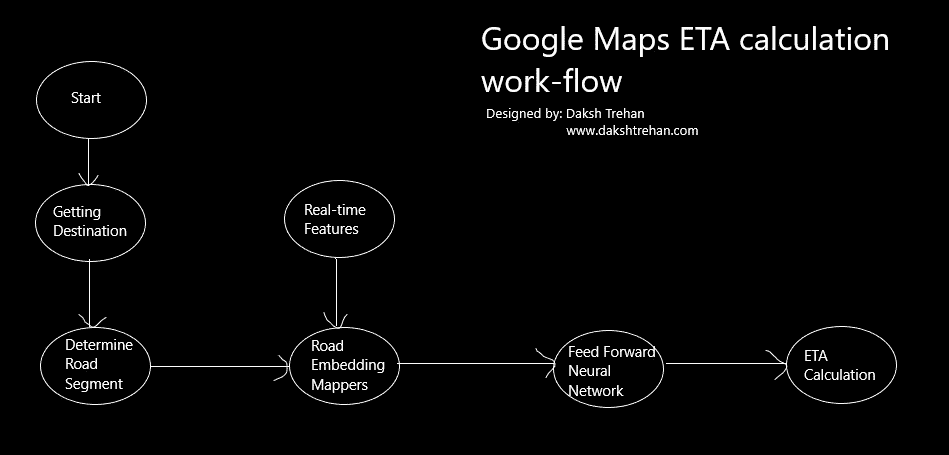 Google Maps ETA calculation
work-flow
Designed by: Daksh Trehan
www.dakshtrehan.com
Start
Getting
Destination
Real-time
Features
Determine
Road
Segment
Road
Embedding
Mappers
Feed Forward
Neural
Network
ETA
Calculation